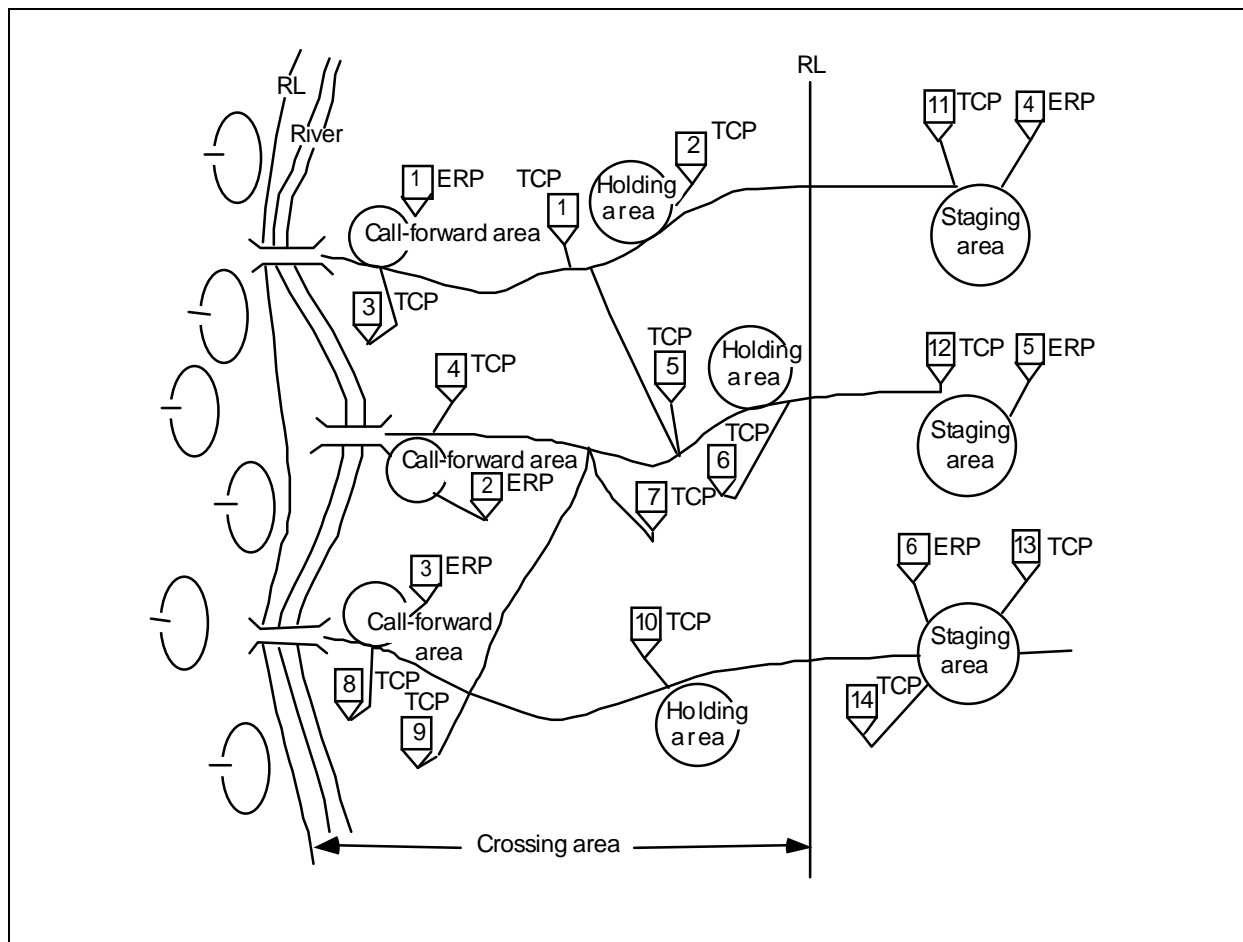 RL
RL
River
11 TCP
4 ERP
2 TCP
1 ERP
TCP
1
Holding
area
Call-forward area
Staging
area
3 TCP
TCP
5
Holding
area
12 TCP
5 ERP
4 TCP
Staging
area
Call-forward area
TCP
6
2 ERP
7 TCP
6 ERP
13 TCP
3 ERP
Call-forward
area
10 TCP
Staging
area
8 TCP
TCP
9
14 TCP
Holding
area
Crossing area